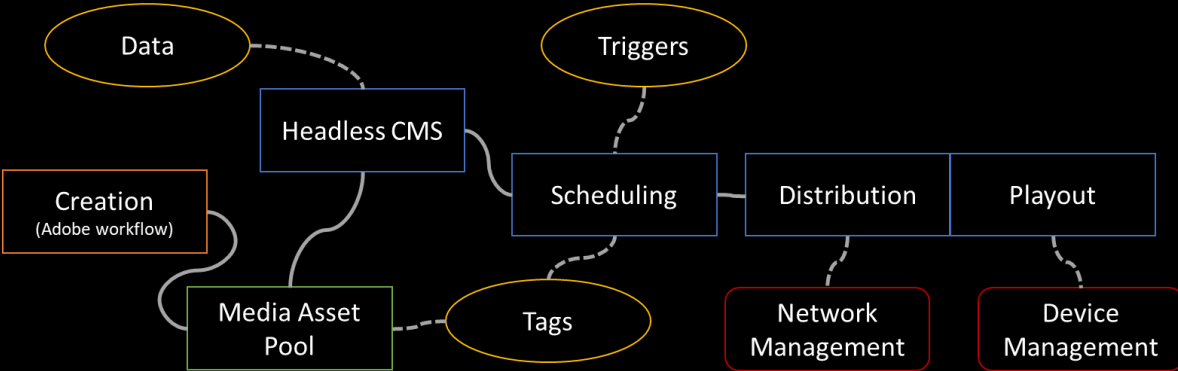 Data
Triggers
Headless CMS
Creation
(Adobe workflow)
Scheduling
Distribution
Playout
Media Asset
Pool
Tags
Network
Management
Device
Management